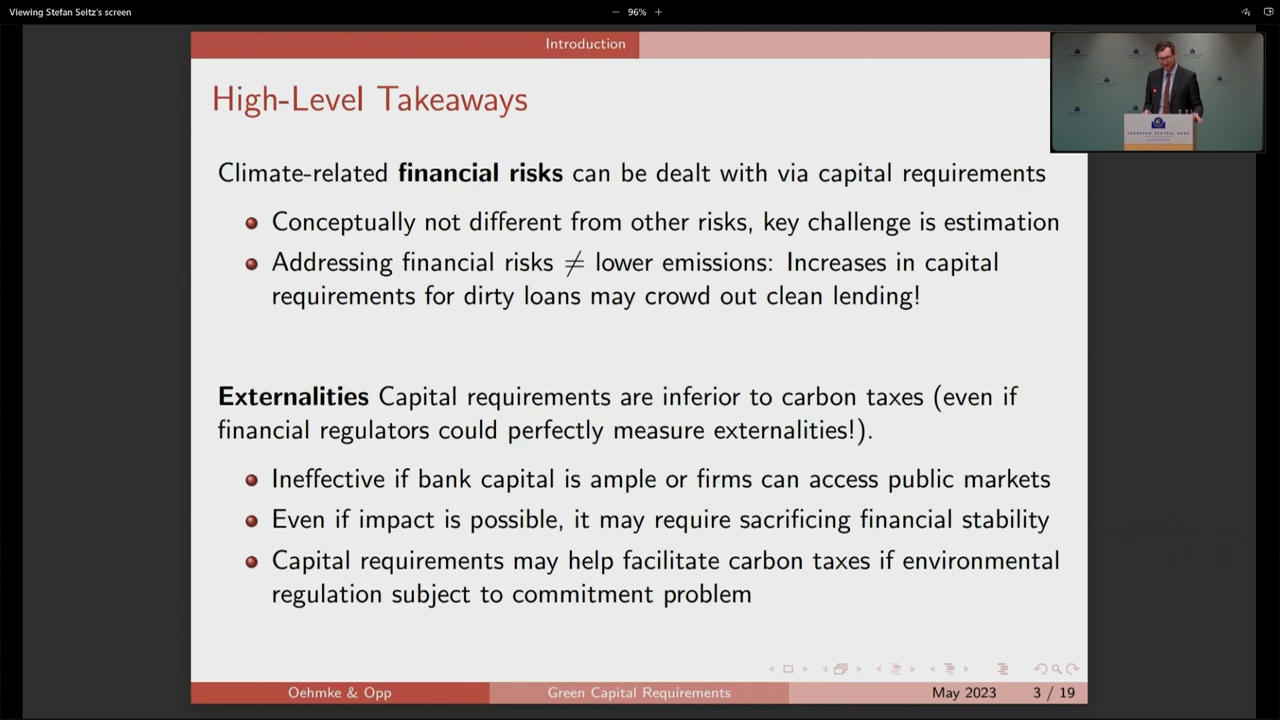 Viewing Stefan Seitz's screen
96%
Introduction
High-Level Takeaways
Climate-related financial risks can be dealt with via capital requirements
Conceptually not different from other risks, key challenge is estimation
Addressing financial risks ≠ lower emissions: Increases in capital
requirements for dirty loans may crowd out clean lending!
Externalities Capital requirements are inferior to carbon taxes (even if
financial regulators could perfectly measure externalities!).
Ineffective if bank capital is ample or firms can access public markets
Even if impact is possible, it may require sacrificing financial stability
Capital requirements may help facilitate carbon taxes if environmental
regulation subject to commitment problem
Oehmke & Opp
Green Capital Requirements
May 2023
3 / 19
EUROPEAN CENTRAL BANK